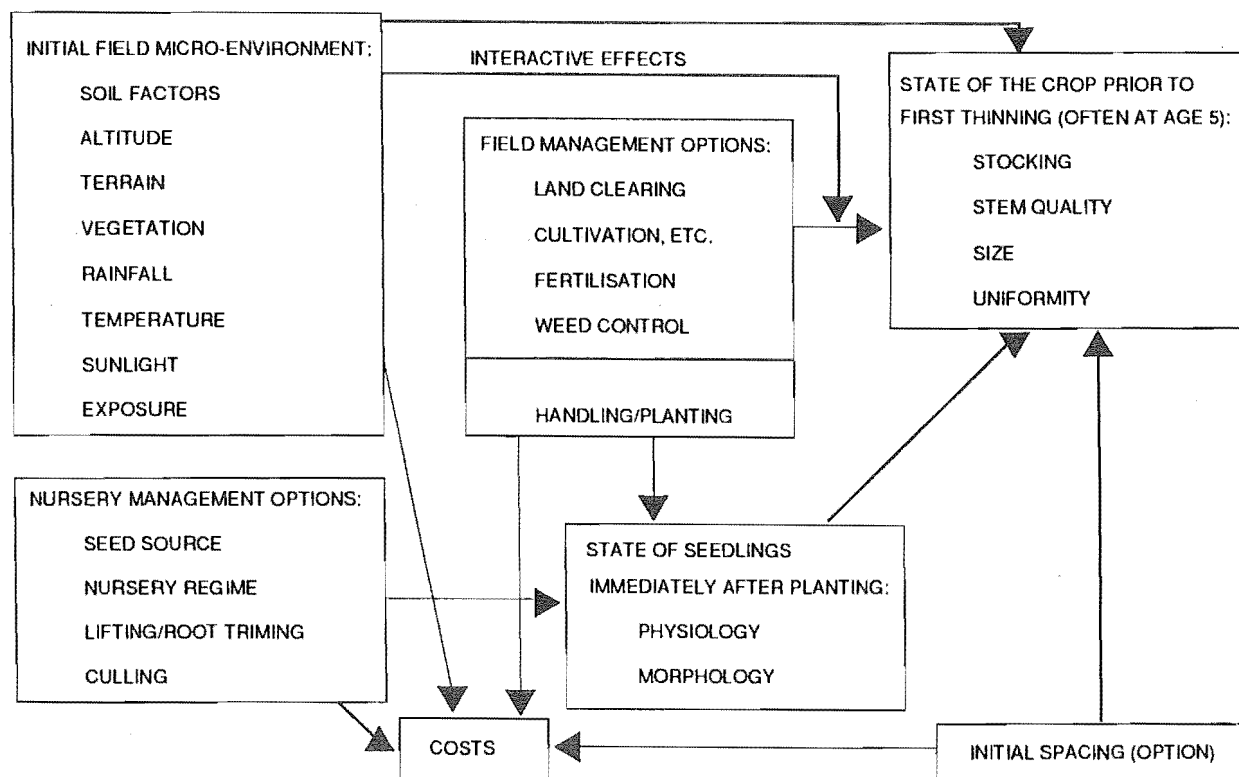 INITIAL FIELD MICRO-ENVIRONMENT:
SOIL FACTORS
ALTITUDE
TERRAIN
VEGETATION
RAINFALL
TEMPERATURE
SUNLIGHT
EXPOSURE
INTERACTIVE EFFECTS
FIELD MANAGEMENT OPTIONS:
LAND CLEARING
CULTIVATION, ETC.
FERTILISATION
WEED CONTROL
HANDLING/PLANTING
STATE OF THE CROP PRIOR TO
FIRST THINNING (OFTEN AT AGE 5):
STOCKING
STEM QUALITY
SIZE
UNIFORMITY
NURSERY MANAGEMENT OPTIONS:
SEED SOURCE
NURSERY REGIME
LIFTING/ROOT TRIMING
CULLING
STATE OF SEEDLINGS
IMMEDIATELY AFTER PLANTING:
PHYSIOLOGY
MORPHOLOGY
COSTS
INITIAL SPACING (OPTION)